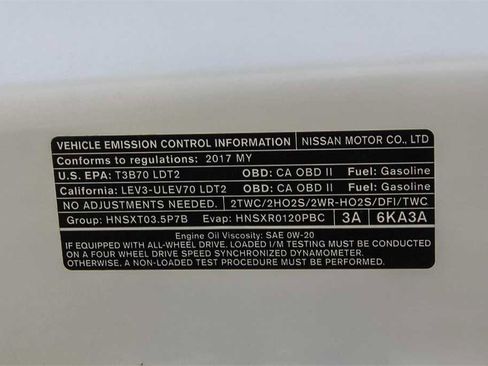 VEHICLE EMISSION CONTROL INFORMATION NISSAN MOTOR CO., LTD
Conforms to regulations: 2017 MY
U.S. EPA: T3B70 LDT2 OBD: CA OBD II Fuel: Gasoline
California: LEV3-ULEV70 LDT2 OBD: CA OBD II Fuel: Gasoline
NO ADJUSTMENTS NEEDED. 2TWC/2HO2S/2WR-HO2S/DFI/TWC
Group: HNSXT03.5P7B Evap: HNSXR0120PBC 3A 6KA3A
Engine Oil Viscosity: SAE 0W-20
IF EQUIPPED WITH ALL-WHEEL DRIVE, LOADED I/M TESTING MUST BE CONDUCTED
ON A FOUR WHEEL DRIVE SPEED SYNCHRONIZED DYNAMOMETER.
OTHERWISE, A NON-LOADED TEST PROCEDURE MUST BE USED.